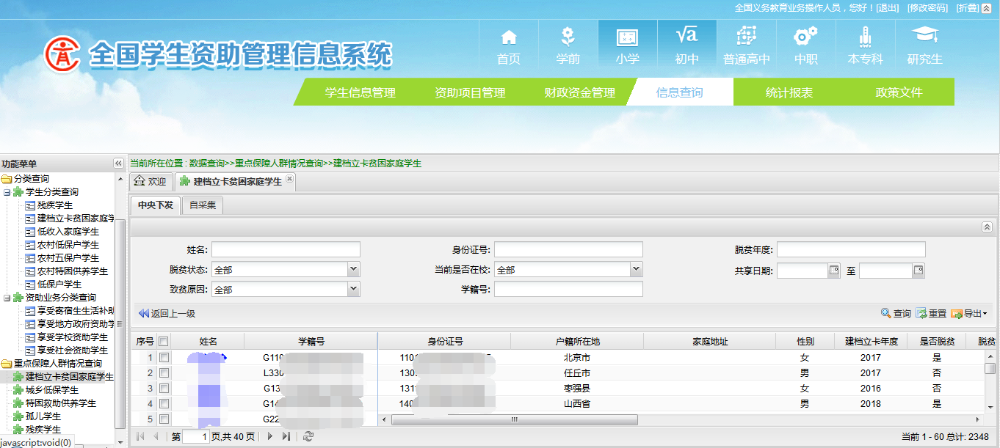 全国义务教育业务操作人员，您好！[退出] [修改密码] [折叠]
全国学生资助管理信息系统
首页 学前 小学 初中 普通高中 中职 本专科 研究生
学生信息管理 资助项目管理 财政资金管理 信息查询 统计报表 政策文件
功能菜单
分类查询
学生分类查询
残疾学生
建档立卡贫困家庭学
低收入家庭学生
农村低保户学生
农村五保户学生
农村特困供养学生
低保户学生
资助业务分类查询
享受寄宿生生活补助
享受地方政府资助学
享受学校资助学生
享受社会资助学生
重点保障人群情况查询
建档立卡贫困家庭学生
城乡低保学生
特困救助供养学生
孤儿学生
残疾学生
javascript:void(0)
当前所在位置 : 数据查询>>重点保障人群情况查询>>建档立卡贫困家庭学生
欢迎 建档立卡贫困家庭学生
中央下发 自采集
姓名: 身份证号: 脱贫年度:
脱贫状态: 全部 当前是否在校: 全部 共享日期: 至
致贫原因: 全部 学籍号:
返回上一级 查询 重置 导出
序号 姓名 学籍号 身份证号 户籍所在地 家庭地址 性别 建档立卡年度 是否脱贫 脱贫
1 G110 1101 北京市 女 2017 是
2 L330 130 任丘市 男 2017 否
3 G13 131 枣强县 女 2016 否
4 G14 140 山西省 男 2018 是
5 G22
第 1 页,共 40 页 当前 1 - 60 总计: 2348